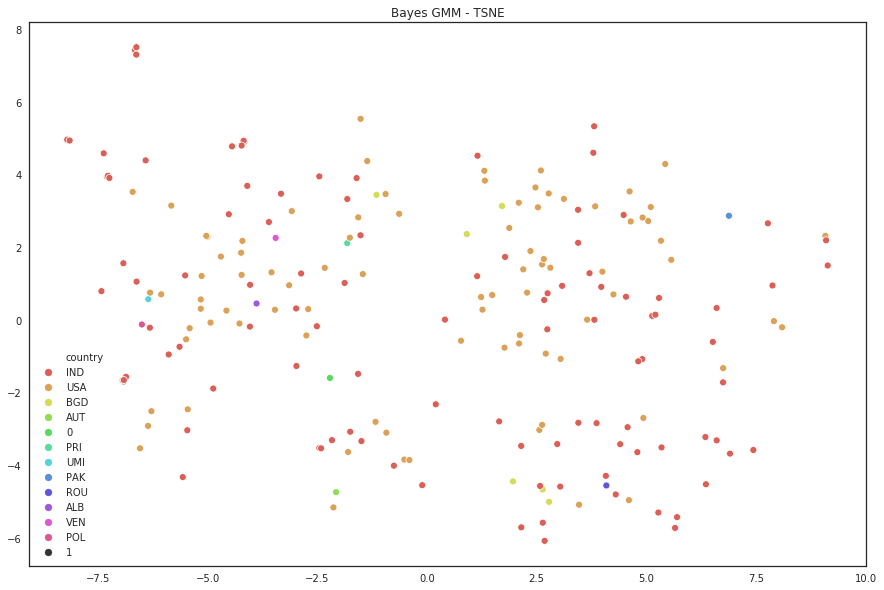 Bayes GMM - TSNE
8
6
4
2
0
−2
−4
−6
country
IND
USA
BGD
AUT
0
PRI
UMI
PAK
ROU
ALB
VEN
POL
1
−7.5 −5.0 −2.5 0.0 2.5 5.0 7.5 10.0